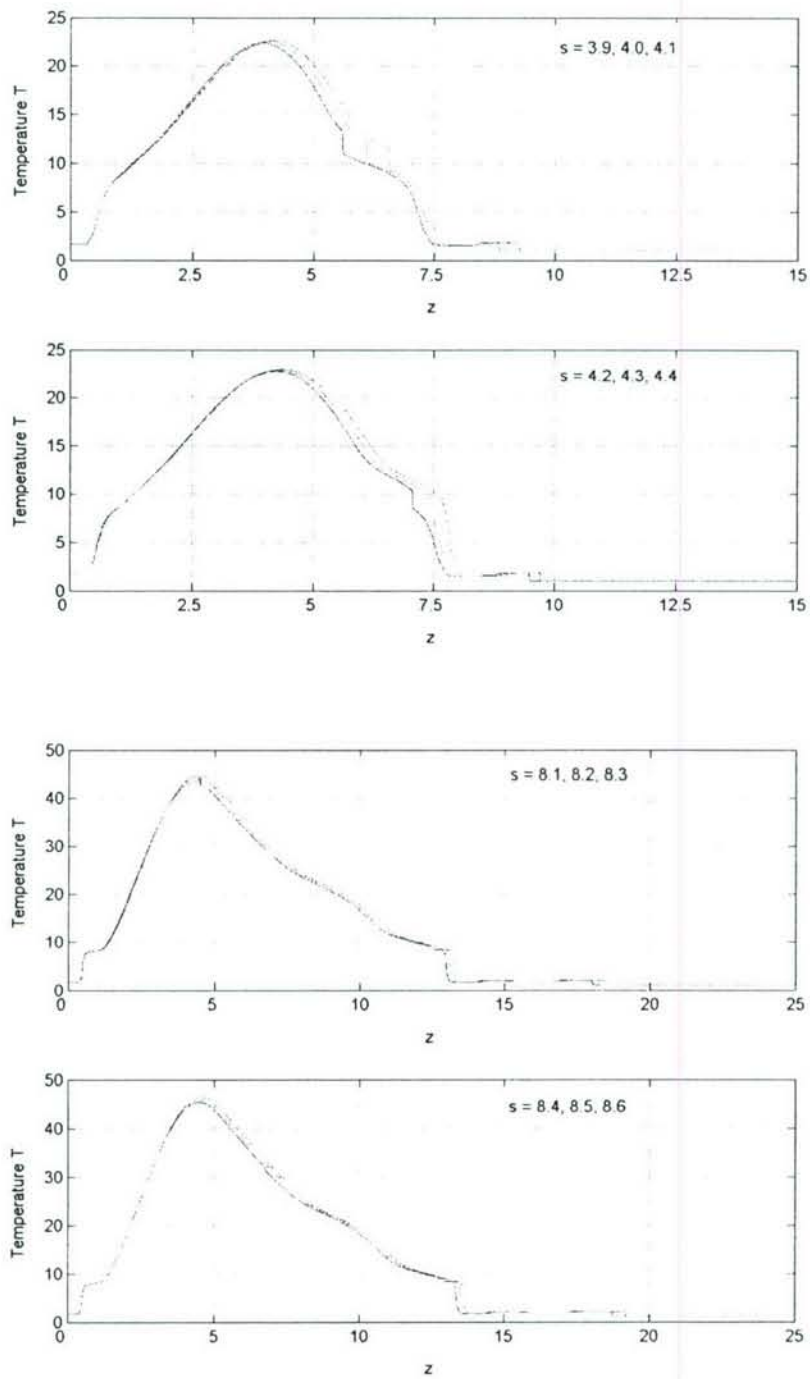 25
20
15
10
5
0
Temperature T
s = 3.9, 4.0, 4.1
0 2.5 5 7.5 10 12.5 15
z
25
20
15
10
5
0
Temperature T
s = 4.2, 4.3, 4.4
0 2.5 5 7.5 10 12.5 15
z
50
40
30
20
10
0
Temperature T
s = 8.1, 8.2, 8.3
0 5 10 15 20 25
z
50
40
30
20
10
0
Temperature T
s = 8.4, 8.5, 8.6
0 5 10 15 20 25
z